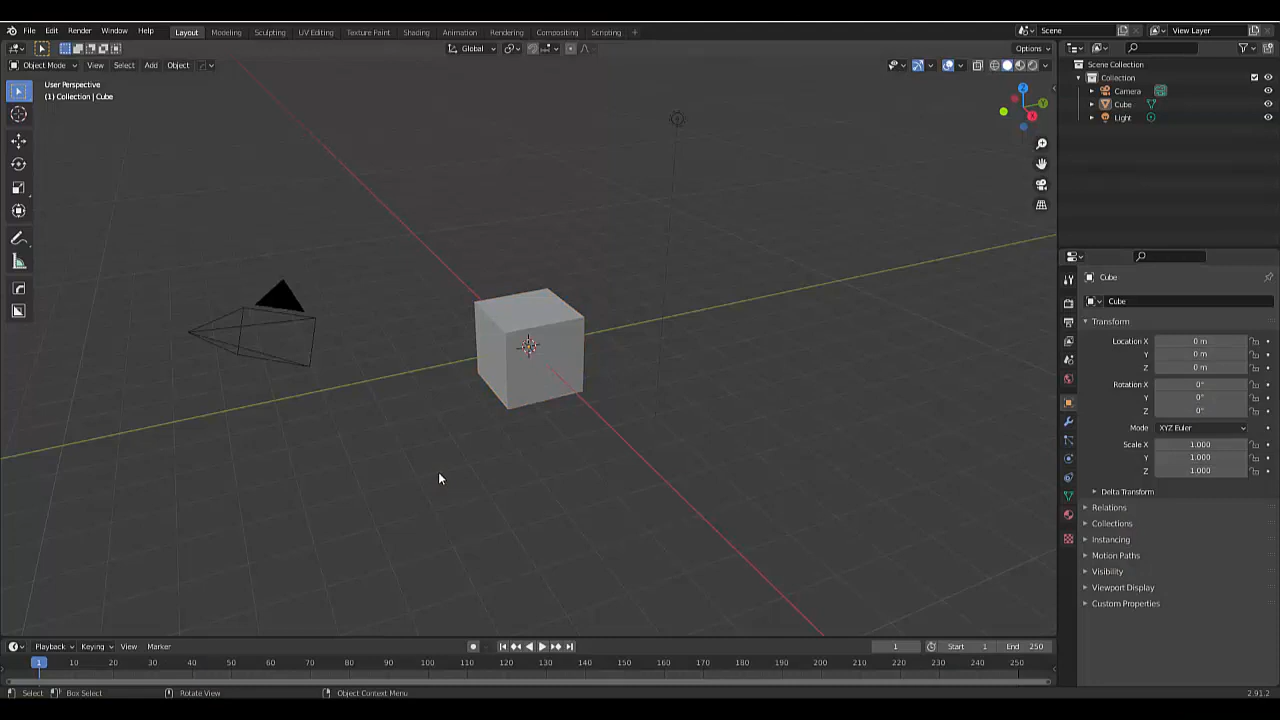 File Edit Render Window Help Layout Modeling Sculpting UV Editing Texture Paint Shading Animation Rendering Compositing Scripting + Scene View Layer
Global Options
Object Mode View Select Add Object
User Perspective
(1) Collection | Cube
Z
Y
X
Scene Collection
Collection
Camera
Cube
Light
Cube
Cube
Transform
Location X 0 m
Y 0 m
Z 0 m
Rotation X 0°
Y 0°
Z 0°
Mode XYZ Euler
Scale X 1.000
Y 1.000
Z 1.000
Delta Transform
Relations
Collections
Instancing
Motion Paths
Visibility
Viewport Display
Custom Properties
Playback Keying View Marker 1 Start 1 End 250
1 10 20 30 40 50 60 70 80 90 100 110 120 130 140 150 160 170 180 190 200 210 220 230 240 250
Select Box Select Rotate View Object Context Menu 2.91.2